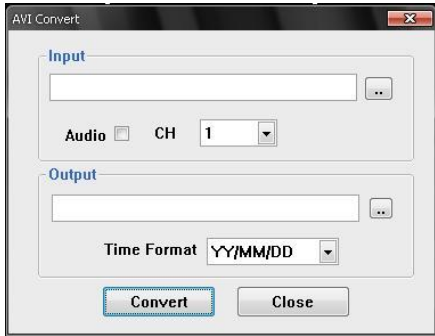 AVI Convert
Input
..
Audio CH 1
Output
..
Time Format YY/MM/DD
Convert Close